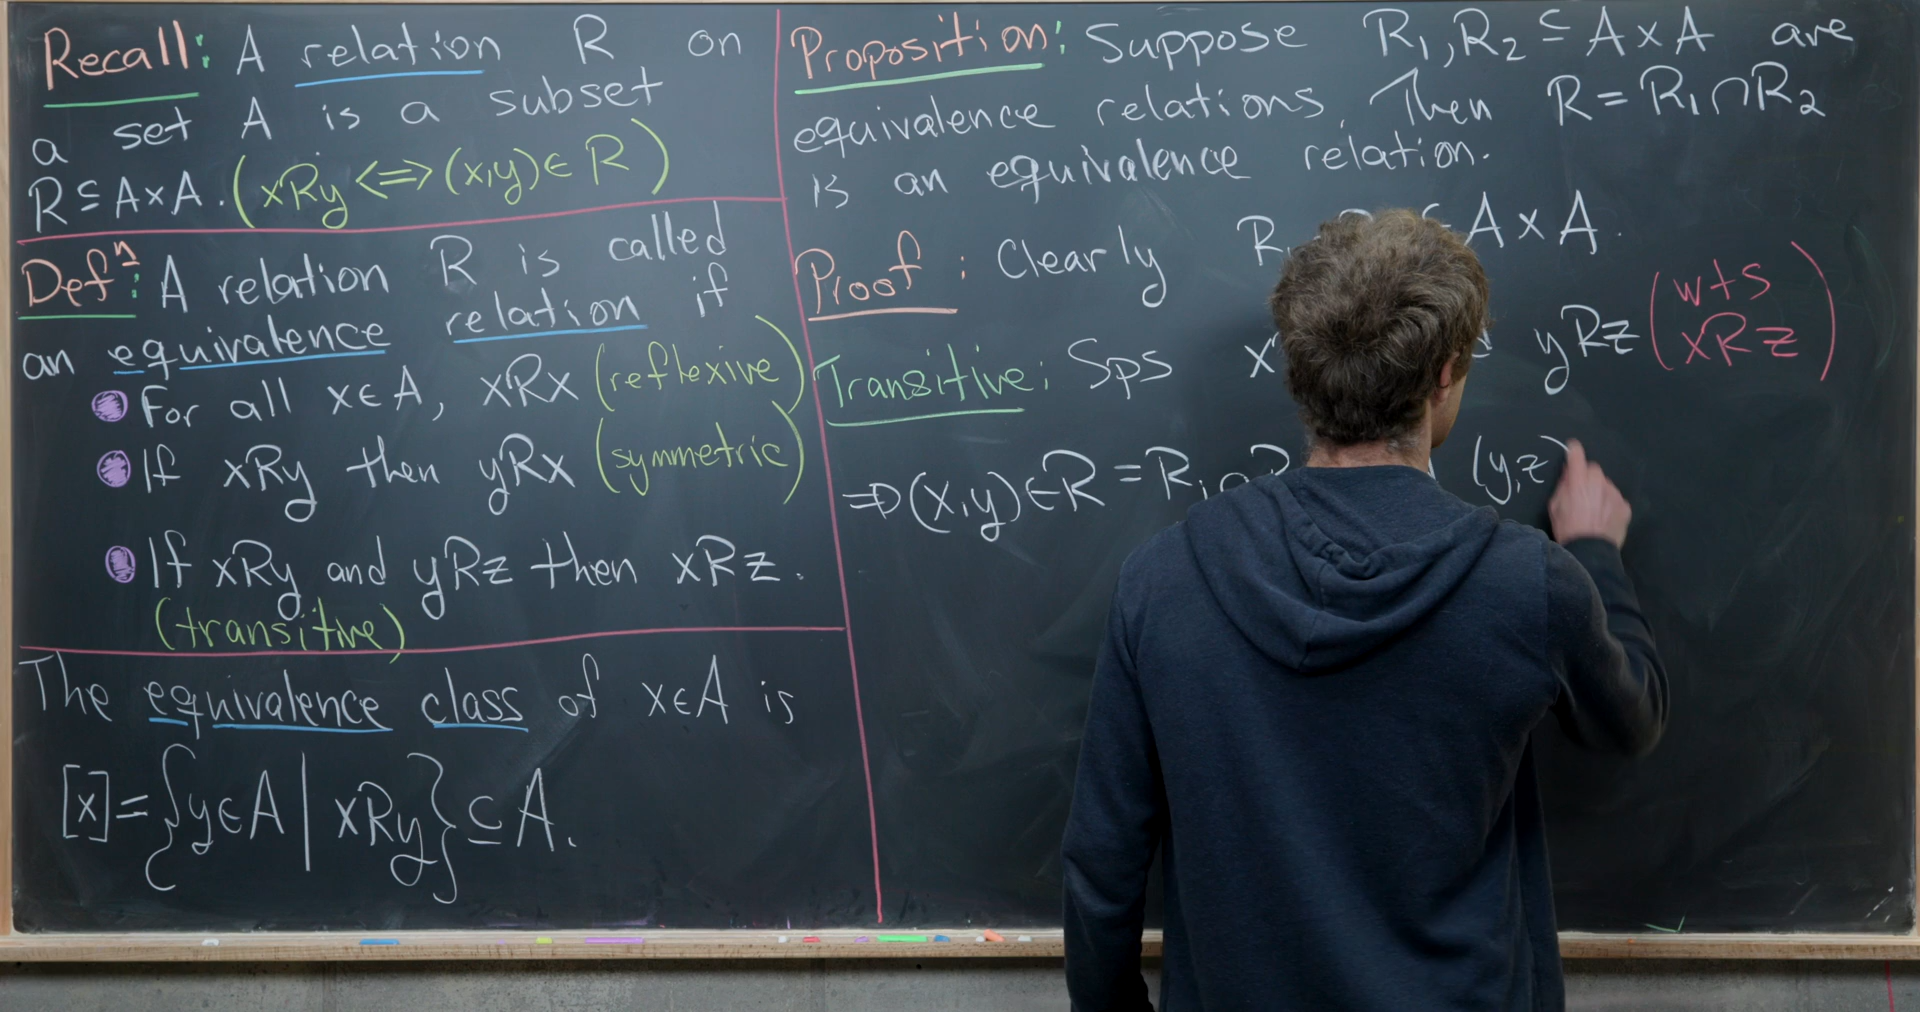 Recall: A relation R on
a set A is a subset
R ⊆ A×A. (xRy ⟺ (x,y) ∈ R)
Defⁿ: A relation R is called
an equivalence relation if
For all x∈A, xRx (reflexive)
If xRy then yRx (symmetric)
If xRy and yRz then xRz.
(transitive)
The equivalence class of x∈A is
[x] = {y∈A | xRy} ⊆ A.
Proposition: Suppose R₁, R₂ ⊆ A×A are
equivalence relations. Then R = R₁∩R₂
is an equivalence relation.
Proof: Clearly R ⊆ A×A.
Transitive: Sps x yRz (wts
xRz)
⇒ (x,y) ∈ R = R₁∩ (y,z)